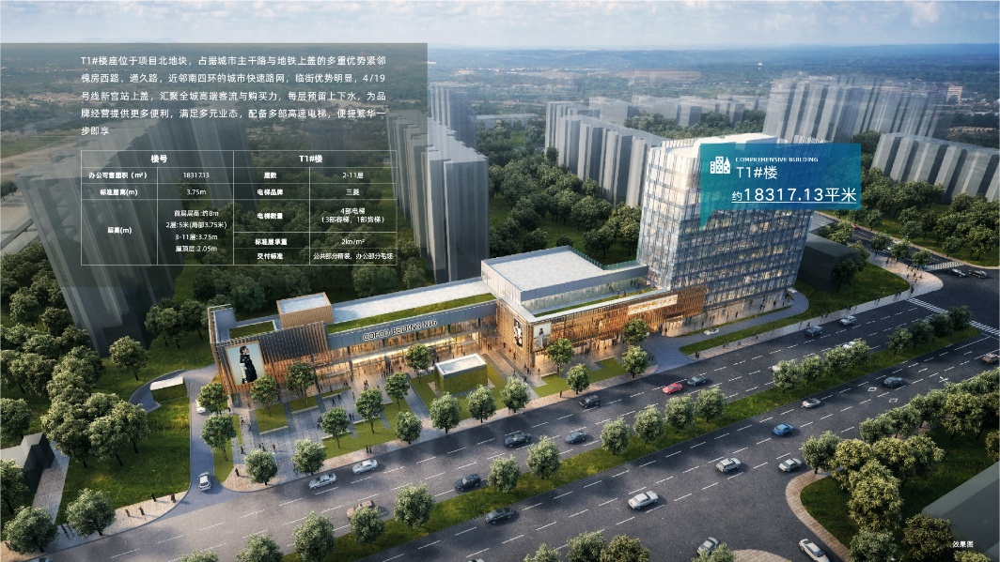 T1#楼座位于项目北地块，占据城市主干路与地铁上盖的多重优势紧邻
槐房西路、通久路，近邻南四环的城市快速路网，临街优势明显，4/19
号线新宫站上盖，汇聚全城高端客流与购买力，每层预留上下水，为品
牌经营提供更多便利，满足多元业态，配备多部高速电梯，便捷繁华一
步即享
楼号 T1#楼
办公可售面积（m²） 18317.13 层数 2-11层
标准层高(m) 3.75m 电梯品牌 三菱
层高(m)
首层层高:约8m
2层:5米(局部3.75米)
3-11层:3.75m
屋顶层:2.05m
电梯数量
4部电梯
（3部客梯，1部货梯）
标准层承重 2kn/m²
交付标准 公共部分精装，办公部分毛坯
COMPREHENSIVE BUILDING
T1#楼
约18317.13平米
COFCO BEIJING N16
效果图